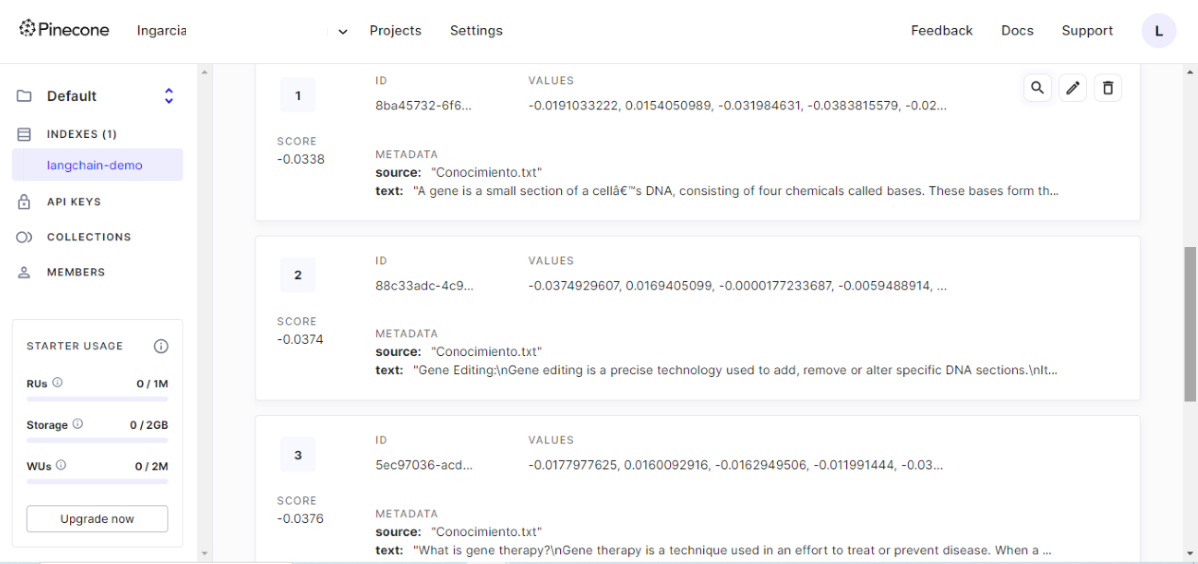 Pinecone Ingarcia Projects Settings Feedback Docs Support L
Default
INDEXES (1)
langchain-demo
API KEYS
COLLECTIONS
MEMBERS
STARTER USAGE
RUs 0 / 1M
Storage 0 / 2GB
WUs 0 / 2M
Upgrade now
1
ID VALUES
8ba45732-6f6... -0.0191033222, 0.0154050989, -0.031984631, -0.0383815579, -0.02...
SCORE
-0.0338
METADATA
source: "Conocimiento.txt"
text: "A gene is a small section of a cellâ€™s DNA, consisting of four chemicals called bases. These bases form th...
2
ID VALUES
88c33adc-4c9... -0.0374929607, 0.0169405099, -0.0000177233687, -0.0059488914, ...
SCORE
-0.0374
METADATA
source: "Conocimiento.txt"
text: "Gene Editing:\nGene editing is a precise technology used to add, remove or alter specific DNA sections.\nIt...
3
ID VALUES
5ec97036-acd... -0.0177977625, 0.0160092916, -0.0162949506, -0.011991444, -0.03...
SCORE
-0.0376
METADATA
source: "Conocimiento.txt"
text: "What is gene therapy?\nGene therapy is a technique used in an effort to treat or prevent disease. When a ...